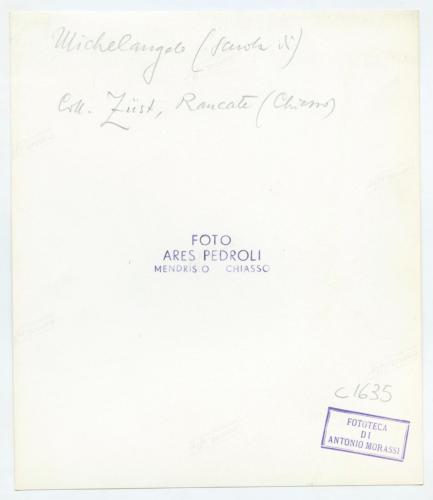 Michelangelo (scuola di)
Coll. Züst, Rancate (Chiasso)
FOTO
ARES PEDROLI
MENDRISIO CHIASSO
C1635
FOTOTECA
DI
ANTONIO MORASSI